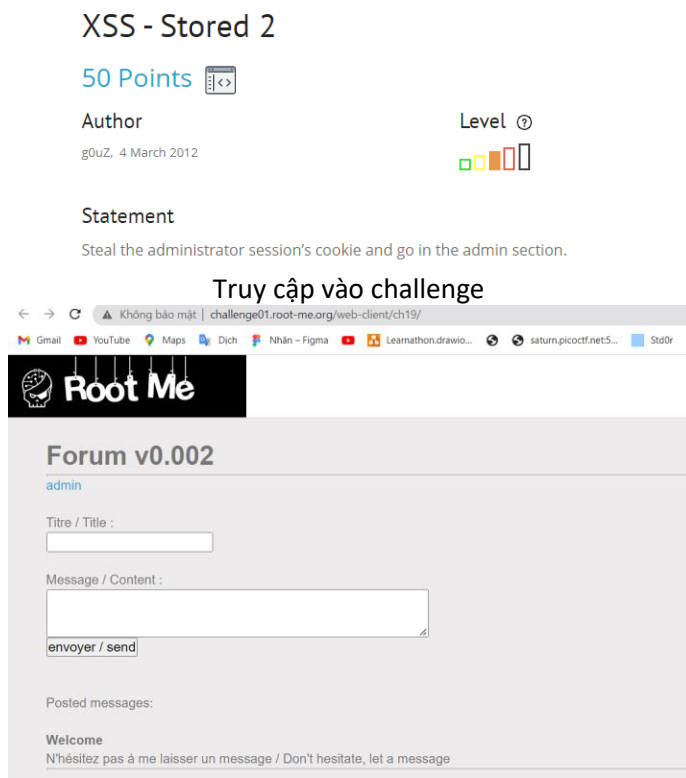 XSS - Stored 2
50 Points
Author
Level
g0uZ, 4 March 2012
Statement
Steal the administrator session's cookie and go in the admin section.
Truy cập vào challenge
Không bảo mật | challenge01.root-me.org/web-client/ch19/
Gmail YouTube Maps Dịch Nhân – Figma Learnathon.drawio... saturn.picoctf.net:5... Std0r
Root Me
Forum v0.002
admin
Titre / Title :
Message / Content :
envoyer / send
Posted messages:
Welcome
N'hésitez pas à me laisser un message / Don't hesitate, let a message